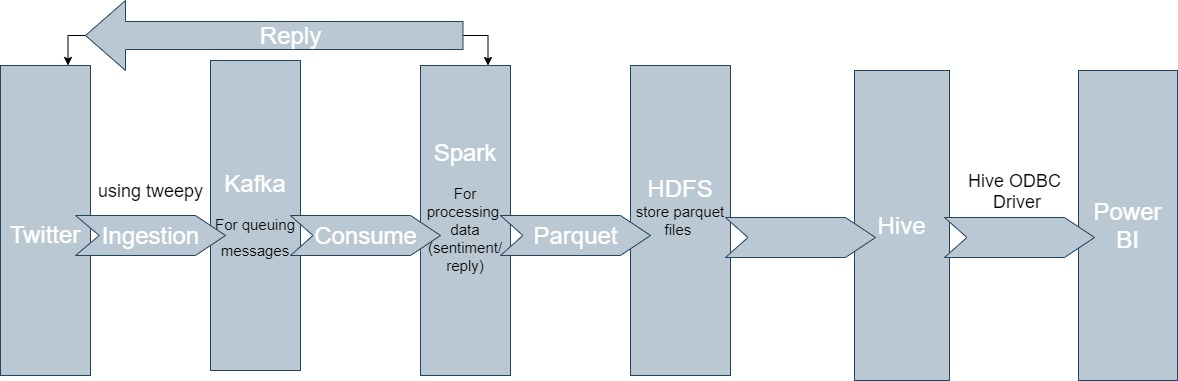 Reply
Twitter
using tweepy
Ingestion
Kafka
For queuing
messages
Consume
Spark
For
processing
data
(sentiment/
reply)
Parquet
HDFS
store parquet
files
Hive
Hive ODBC
Driver
Power
BI